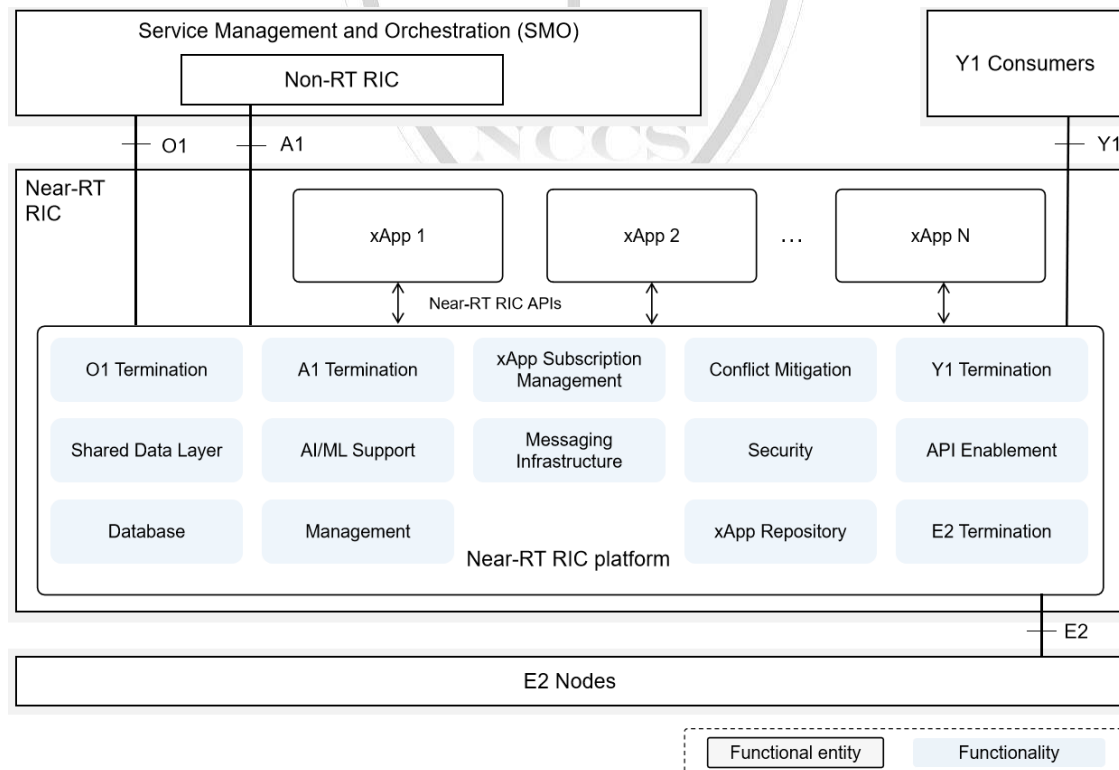 Service Management and Orchestration (SMO)
Non-RT RIC
Y1 Consumers
NCCS
O1
A1
Y1
Near-RT
RIC
xApp 1
xApp 2
...
xApp N
Near-RT RIC APIs
O1 Termination
A1 Termination
xApp Subscription
Management
Conflict Mitigation
Y1 Termination
Shared Data Layer
AI/ML Support
Messaging
Infrastructure
Security
API Enablement
Database
Management
xApp Repository
E2 Termination
Near-RT RIC platform
E2
E2 Nodes
Functional entity
Functionality